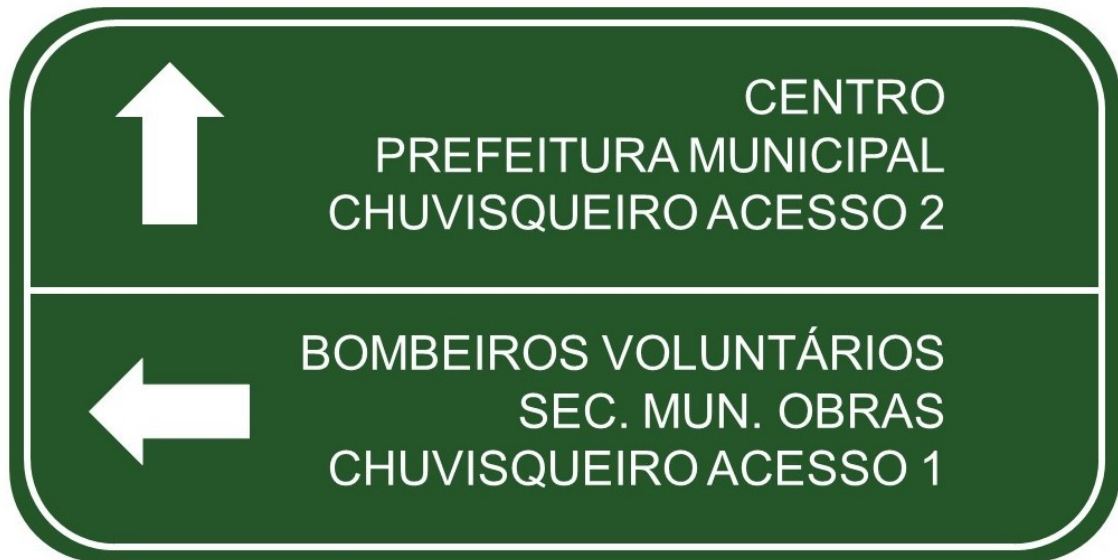 CENTRO
PREFEITURA MUNICIPAL
CHUVISQUEIRO ACESSO 2
BOMBEIROS VOLUNTÁRIOS
SEC. MUN. OBRAS
CHUVISQUEIRO ACESSO 1